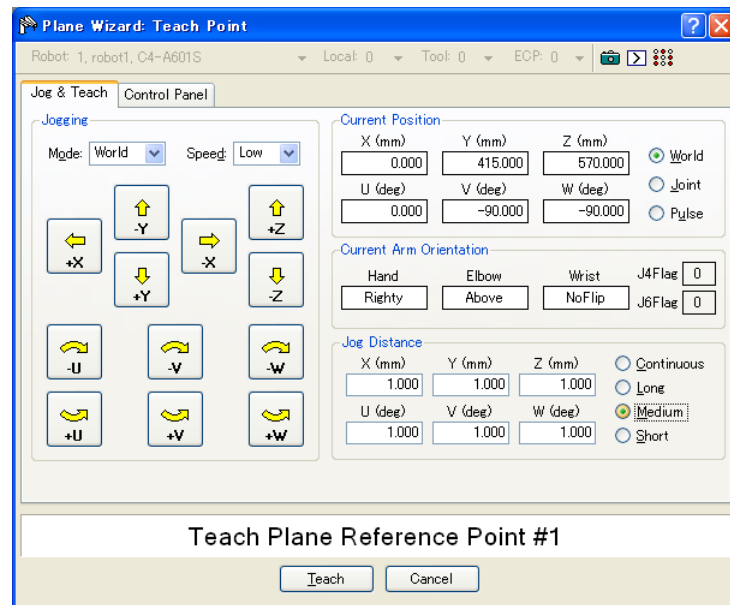 Plane Wizard: Teach Point
Robot: 1, robot1, C4-A601S Local: 0 Tool: 0 ECP: 0
Jog & Teach Control Panel
Jogging
Mode: World Speed: Low
-Y +Z
+X -X
+Y -Z
-U -V -W
+U +V +W
Current Position
X (mm) Y (mm) Z (mm)
0.000 415.000 570.000
U (deg) V (deg) W (deg)
0.000 -90.000 -90.000
World
Joint
Pulse
Current Arm Orientation
Hand Elbow Wrist
Righty Above NoFlip
J4Flag 0
J6Flag 0
Jog Distance
X (mm) Y (mm) Z (mm)
1.000 1.000 1.000
U (deg) V (deg) W (deg)
1.000 1.000 1.000
Continuous
Long
Medium
Short
Teach Plane Reference Point #1
Teach Cancel